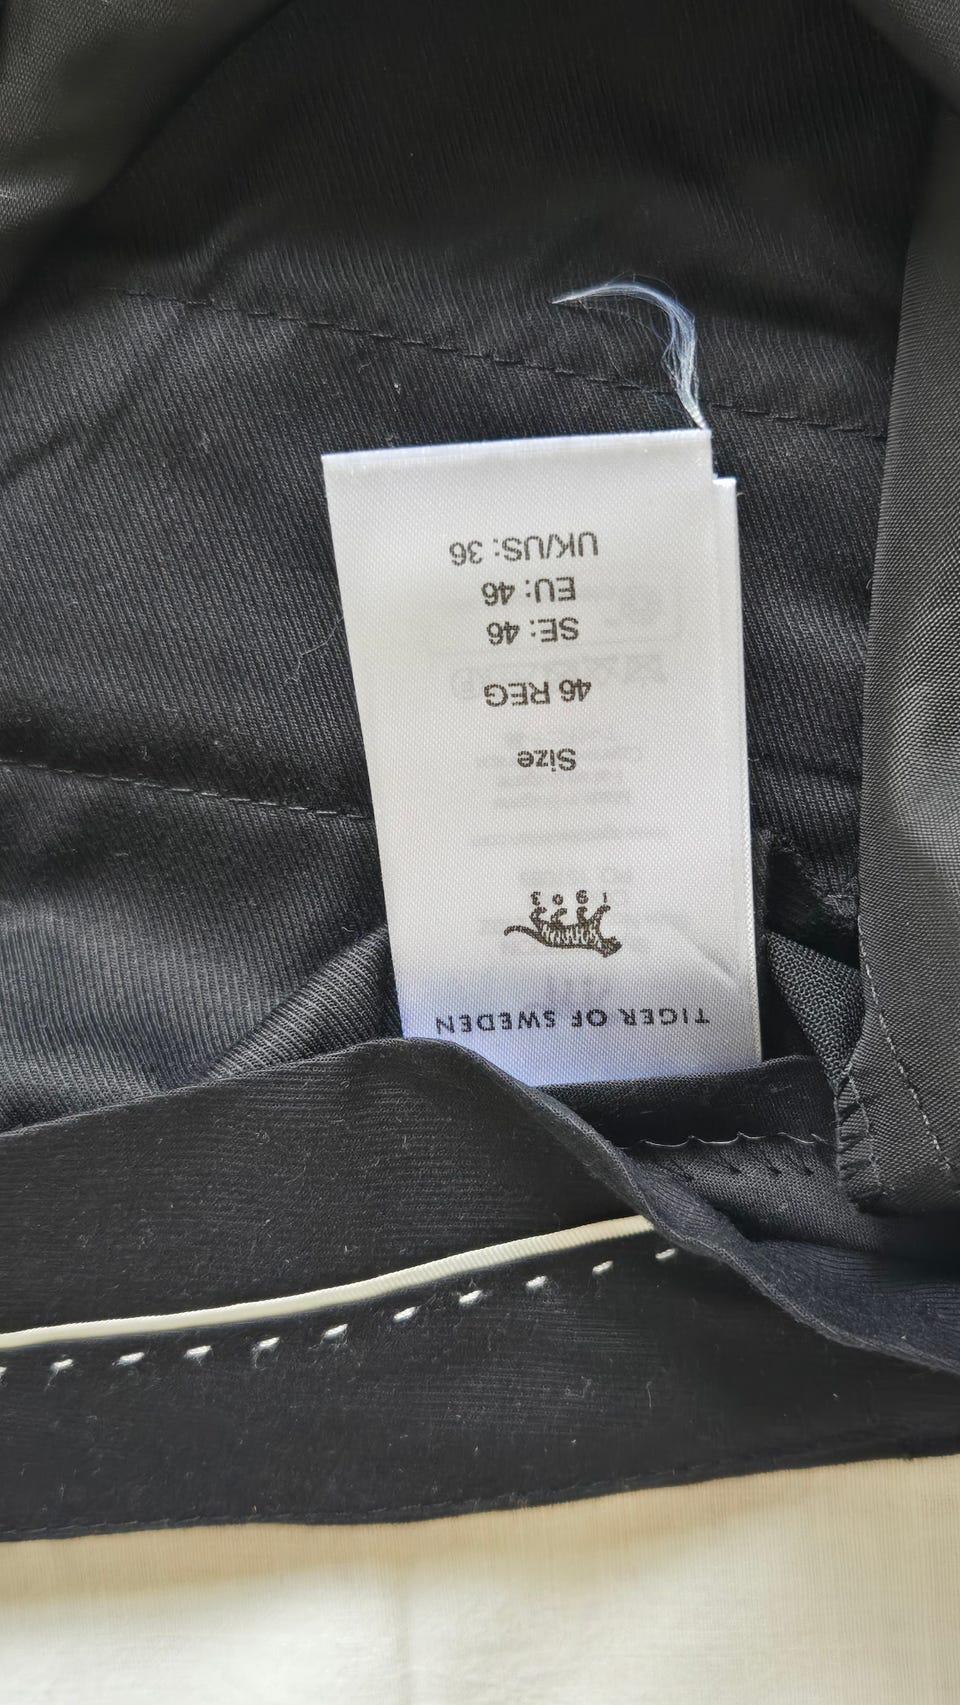 TIGER OF SWEDEN
1903
Size
46 REG
SE: 46
EU: 46
UK/US: 36